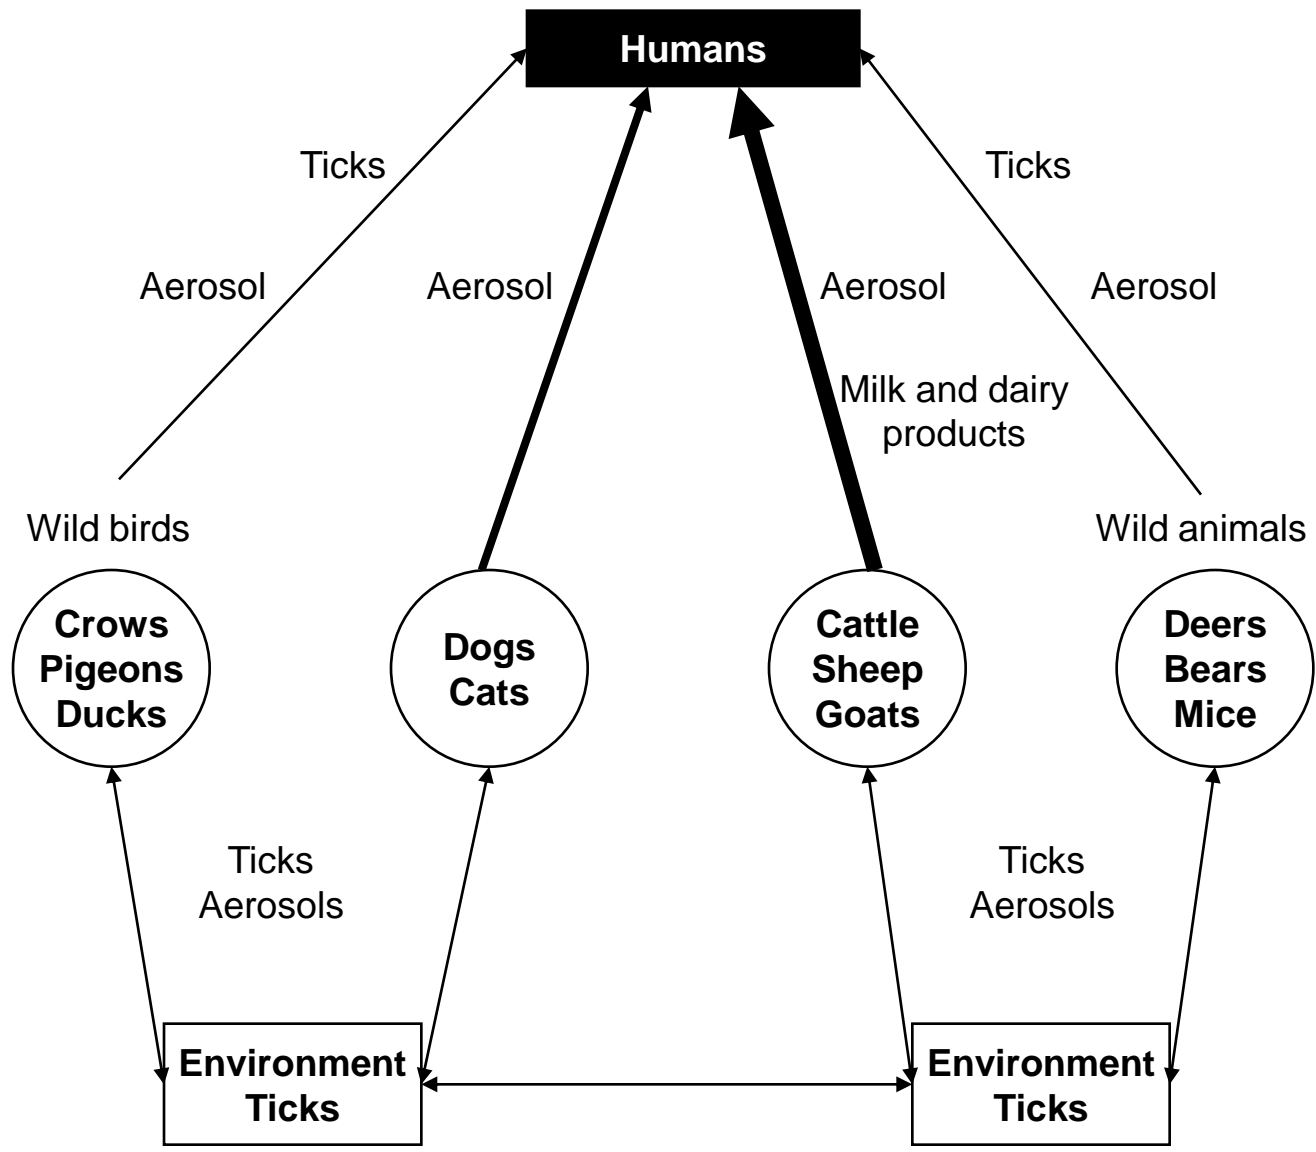 Humans
Ticks
Ticks
Aerosol
Aerosol
Aerosol
Aerosol
Milk and dairy
products
Wild birds
Wild animals
Crows
Pigeons
Ducks
Dogs
Cats
Cattle
Sheep
Goats
Deers
Bears
Mice
Ticks
Aerosols
Ticks
Aerosols
Environment
Ticks
Environment
Ticks